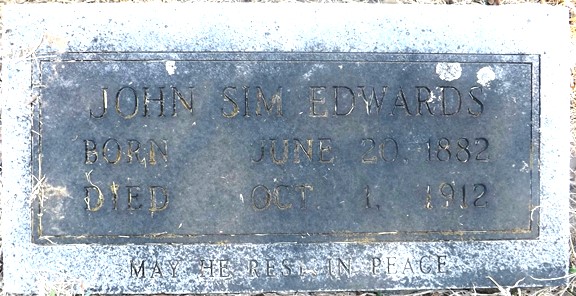 JOHN SIM EDWARDS
BORN JUNE 20, 1882
DIED OCT. 1, 1912
MAY HE REST IN PEACE